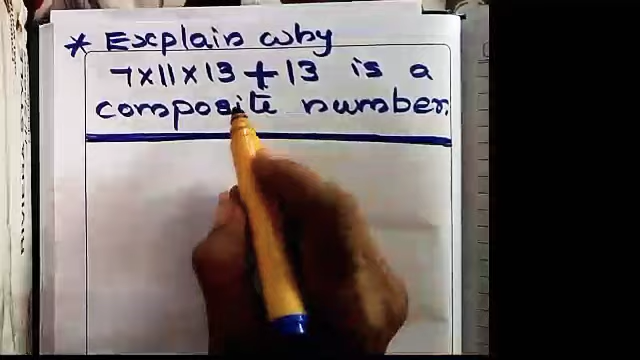 * Explain why
7×11×13 + 13 is a
composite number.